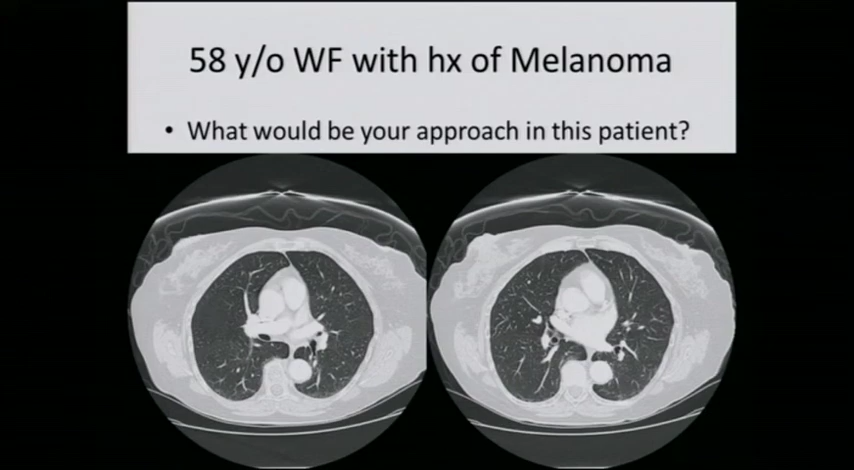 58 y/o WF with hx of Melanoma
• What would be your approach in this patient?